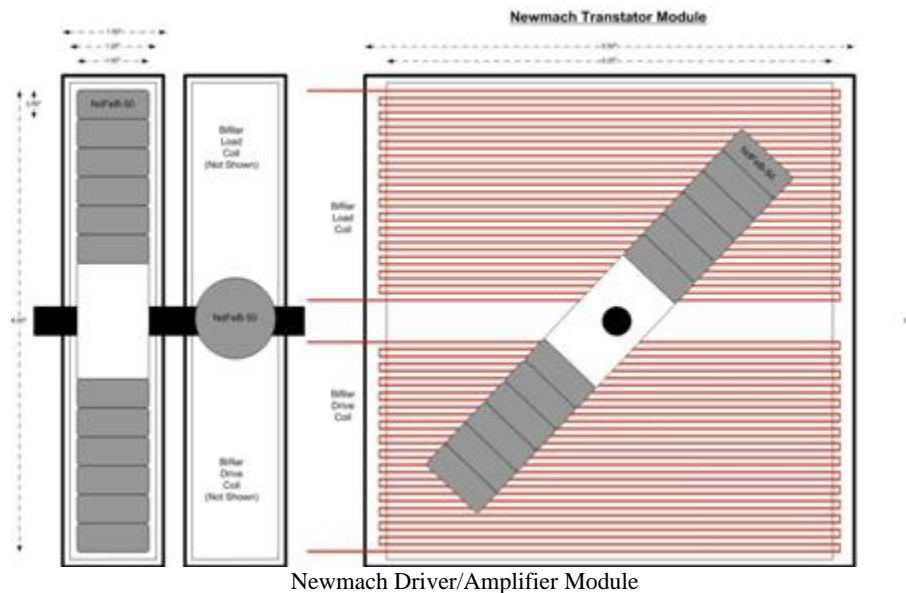 Newmach Transtator Module
NdFeB-50
Bifilar
Load
Coil
(Not Shown)
NdFeB-50
Bifilar
Drive
Coil
(Not Shown)
Bifilar
Load
Coil
Bifilar
Drive
Coil
NdFeB-50
Newmach Driver/Amplifier Module